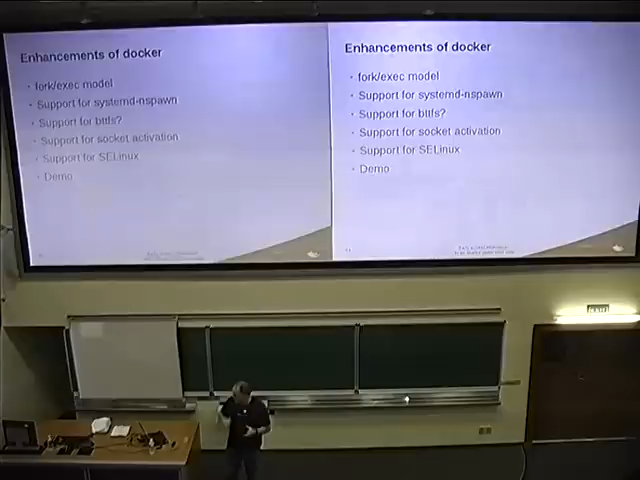 Enhancements of docker
fork/exec model
Support for systemd-nspawn
Support for bttfs?
Support for socket activation
Support for SELinux
Demo
Enhancements of docker
fork/exec model
Support for systemd-nspawn
Support for bttfs?
Support for socket activation
Support for SELinux
Demo